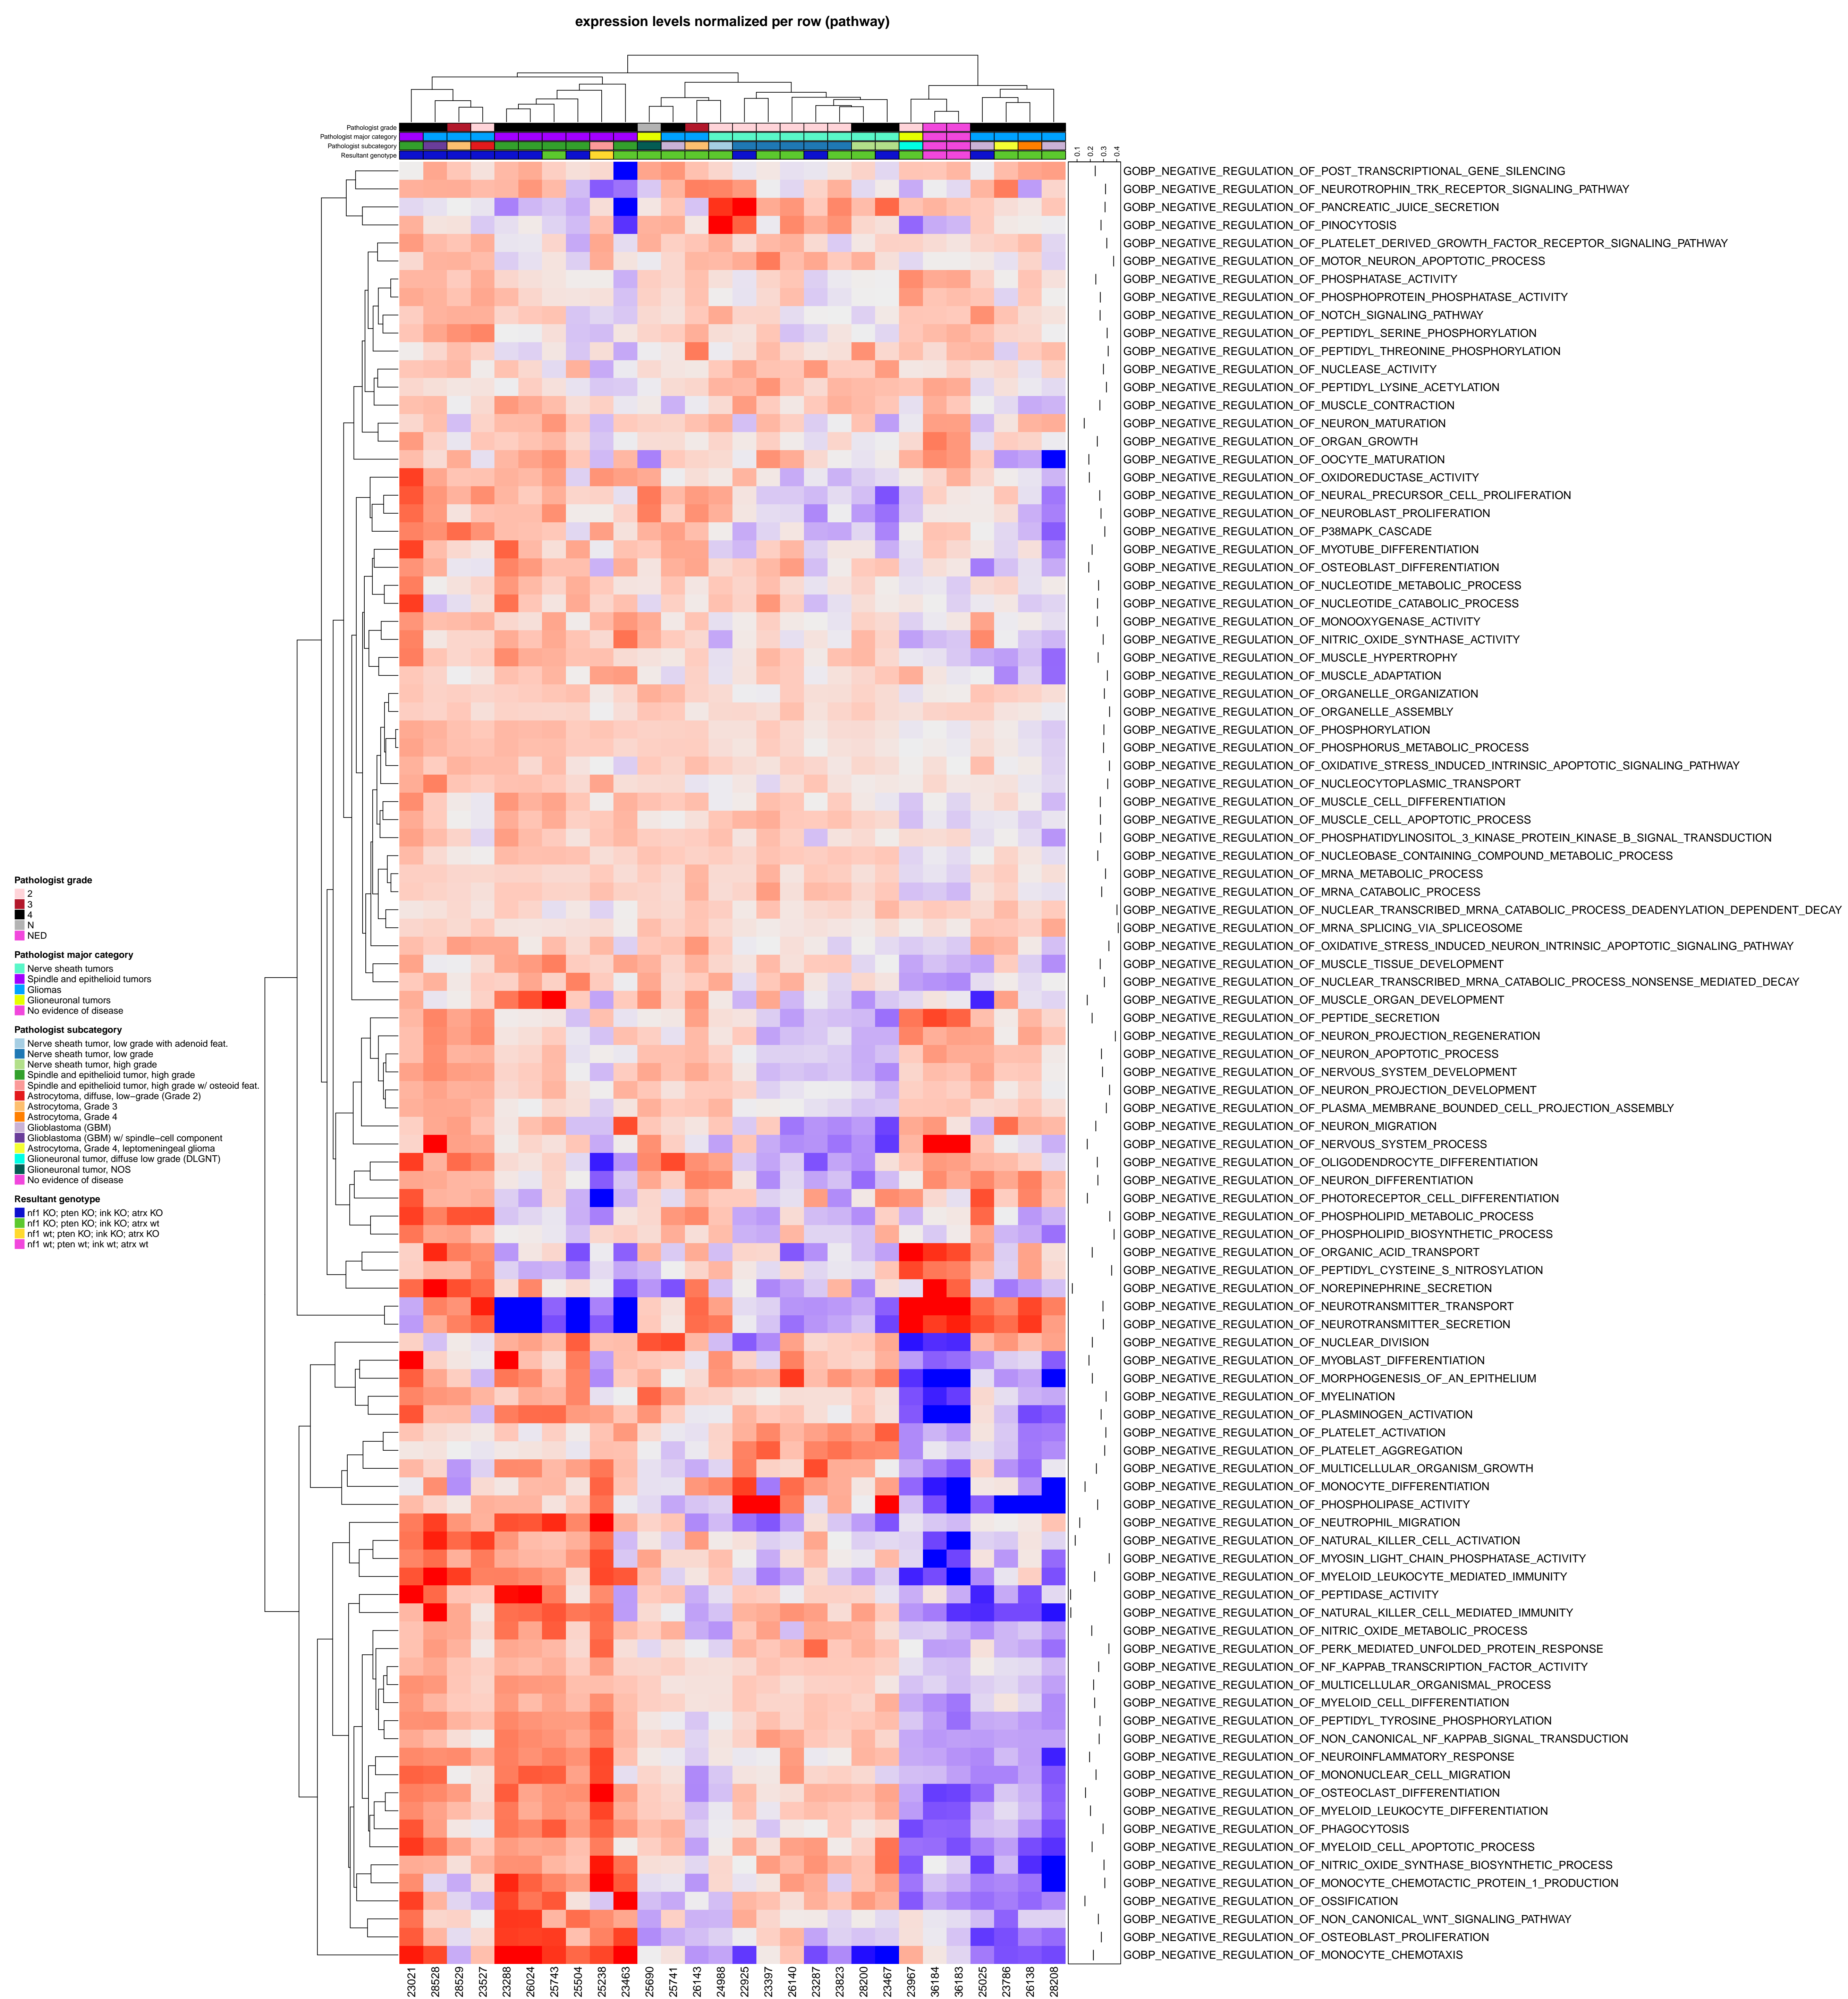 expression levels normalized per row (pathway)
Pathologist grade
Pathologist major category
Pathologist subcategory
Resultant genotype
0.1
0.2
0.3
0.4
GOBP_NEGATIVE_REGULATION_OF_POST_TRANSCRIPTIONAL_GENE_SILENCING
GOBP_NEGATIVE_REGULATION_OF_NEUROTROPHIN_TRK_RECEPTOR_SIGNALING_PATHWAY
GOBP_NEGATIVE_REGULATION_OF_PANCREATIC_JUICE_SECRETION
GOBP_NEGATIVE_REGULATION_OF_PINOCYTOSIS
GOBP_NEGATIVE_REGULATION_OF_PLATELET_DERIVED_GROWTH_FACTOR_RECEPTOR_SIGNALING_PATHWAY
GOBP_NEGATIVE_REGULATION_OF_MOTOR_NEURON_APOPTOTIC_PROCESS
GOBP_NEGATIVE_REGULATION_OF_PHOSPHATASE_ACTIVITY
GOBP_NEGATIVE_REGULATION_OF_PHOSPHOPROTEIN_PHOSPHATASE_ACTIVITY
GOBP_NEGATIVE_REGULATION_OF_NOTCH_SIGNALING_PATHWAY
GOBP_NEGATIVE_REGULATION_OF_PEPTIDYL_SERINE_PHOSPHORYLATION
GOBP_NEGATIVE_REGULATION_OF_PEPTIDYL_THREONINE_PHOSPHORYLATION
GOBP_NEGATIVE_REGULATION_OF_NUCLEASE_ACTIVITY
GOBP_NEGATIVE_REGULATION_OF_PEPTIDYL_LYSINE_ACETYLATION
GOBP_NEGATIVE_REGULATION_OF_MUSCLE_CONTRACTION
GOBP_NEGATIVE_REGULATION_OF_NEURON_MATURATION
GOBP_NEGATIVE_REGULATION_OF_ORGAN_GROWTH
GOBP_NEGATIVE_REGULATION_OF_OOCYTE_MATURATION
GOBP_NEGATIVE_REGULATION_OF_OXIDOREDUCTASE_ACTIVITY
GOBP_NEGATIVE_REGULATION_OF_NEURAL_PRECURSOR_CELL_PROLIFERATION
GOBP_NEGATIVE_REGULATION_OF_NEUROBLAST_PROLIFERATION
GOBP_NEGATIVE_REGULATION_OF_P38MAPK_CASCADE
GOBP_NEGATIVE_REGULATION_OF_MYOTUBE_DIFFERENTIATION
GOBP_NEGATIVE_REGULATION_OF_OSTEOBLAST_DIFFERENTIATION
GOBP_NEGATIVE_REGULATION_OF_NUCLEOTIDE_METABOLIC_PROCESS
GOBP_NEGATIVE_REGULATION_OF_NUCLEOTIDE_CATABOLIC_PROCESS
GOBP_NEGATIVE_REGULATION_OF_MONOOXYGENASE_ACTIVITY
GOBP_NEGATIVE_REGULATION_OF_NITRIC_OXIDE_SYNTHASE_ACTIVITY
GOBP_NEGATIVE_REGULATION_OF_MUSCLE_HYPERTROPHY
GOBP_NEGATIVE_REGULATION_OF_MUSCLE_ADAPTATION
GOBP_NEGATIVE_REGULATION_OF_ORGANELLE_ORGANIZATION
GOBP_NEGATIVE_REGULATION_OF_ORGANELLE_ASSEMBLY
GOBP_NEGATIVE_REGULATION_OF_PHOSPHORYLATION
GOBP_NEGATIVE_REGULATION_OF_PHOSPHORUS_METABOLIC_PROCESS
GOBP_NEGATIVE_REGULATION_OF_OXIDATIVE_STRESS_INDUCED_INTRINSIC_APOPTOTIC_SIGNALING_PATHWAY
GOBP_NEGATIVE_REGULATION_OF_NUCLEOCYTOPLASMIC_TRANSPORT
GOBP_NEGATIVE_REGULATION_OF_MUSCLE_CELL_DIFFERENTIATION
GOBP_NEGATIVE_REGULATION_OF_MUSCLE_CELL_APOPTOTIC_PROCESS
GOBP_NEGATIVE_REGULATION_OF_PHOSPHATIDYLINOSITOL_3_KINASE_PROTEIN_KINASE_B_SIGNAL_TRANSDUCTION
GOBP_NEGATIVE_REGULATION_OF_NUCLEOBASE_CONTAINING_COMPOUND_METABOLIC_PROCESS
GOBP_NEGATIVE_REGULATION_OF_MRNA_METABOLIC_PROCESS
GOBP_NEGATIVE_REGULATION_OF_MRNA_CATABOLIC_PROCESS
GOBP_NEGATIVE_REGULATION_OF_NUCLEAR_TRANSCRIBED_MRNA_CATABOLIC_PROCESS_DEADENYLATION_DEPENDENT_DECAY
GOBP_NEGATIVE_REGULATION_OF_MRNA_SPLICING_VIA_SPLICEOSOME
GOBP_NEGATIVE_REGULATION_OF_OXIDATIVE_STRESS_INDUCED_NEURON_INTRINSIC_APOPTOTIC_SIGNALING_PATHWAY
GOBP_NEGATIVE_REGULATION_OF_MUSCLE_TISSUE_DEVELOPMENT
GOBP_NEGATIVE_REGULATION_OF_NUCLEAR_TRANSCRIBED_MRNA_CATABOLIC_PROCESS_NONSENSE_MEDIATED_DECAY
GOBP_NEGATIVE_REGULATION_OF_MUSCLE_ORGAN_DEVELOPMENT
GOBP_NEGATIVE_REGULATION_OF_PEPTIDE_SECRETION
GOBP_NEGATIVE_REGULATION_OF_NEURON_PROJECTION_REGENERATION
GOBP_NEGATIVE_REGULATION_OF_NEURON_APOPTOTIC_PROCESS
GOBP_NEGATIVE_REGULATION_OF_NERVOUS_SYSTEM_DEVELOPMENT
GOBP_NEGATIVE_REGULATION_OF_NEURON_PROJECTION_DEVELOPMENT
GOBP_NEGATIVE_REGULATION_OF_PLASMA_MEMBRANE_BOUNDED_CELL_PROJECTION_ASSEMBLY
GOBP_NEGATIVE_REGULATION_OF_NEURON_MIGRATION
GOBP_NEGATIVE_REGULATION_OF_NERVOUS_SYSTEM_PROCESS
GOBP_NEGATIVE_REGULATION_OF_OLIGODENDROCYTE_DIFFERENTIATION
GOBP_NEGATIVE_REGULATION_OF_NEURON_DIFFERENTIATION
GOBP_NEGATIVE_REGULATION_OF_PHOTORECEPTOR_CELL_DIFFERENTIATION
GOBP_NEGATIVE_REGULATION_OF_PHOSPHOLIPID_METABOLIC_PROCESS
GOBP_NEGATIVE_REGULATION_OF_PHOSPHOLIPID_BIOSYNTHETIC_PROCESS
GOBP_NEGATIVE_REGULATION_OF_ORGANIC_ACID_TRANSPORT
GOBP_NEGATIVE_REGULATION_OF_PEPTIDYL_CYSTEINE_S_NITROSYLATION
GOBP_NEGATIVE_REGULATION_OF_NOREPINEPHRINE_SECRETION
GOBP_NEGATIVE_REGULATION_OF_NEUROTRANSMITTER_TRANSPORT
GOBP_NEGATIVE_REGULATION_OF_NEUROTRANSMITTER_SECRETION
GOBP_NEGATIVE_REGULATION_OF_NUCLEAR_DIVISION
GOBP_NEGATIVE_REGULATION_OF_MYOBLAST_DIFFERENTIATION
GOBP_NEGATIVE_REGULATION_OF_MORPHOGENESIS_OF_AN_EPITHELIUM
GOBP_NEGATIVE_REGULATION_OF_MYELINATION
GOBP_NEGATIVE_REGULATION_OF_PLASMINOGEN_ACTIVATION
GOBP_NEGATIVE_REGULATION_OF_PLATELET_ACTIVATION
GOBP_NEGATIVE_REGULATION_OF_PLATELET_AGGREGATION
GOBP_NEGATIVE_REGULATION_OF_MULTICELLULAR_ORGANISM_GROWTH
GOBP_NEGATIVE_REGULATION_OF_MONOCYTE_DIFFERENTIATION
GOBP_NEGATIVE_REGULATION_OF_PHOSPHOLIPASE_ACTIVITY
GOBP_NEGATIVE_REGULATION_OF_NEUTROPHIL_MIGRATION
GOBP_NEGATIVE_REGULATION_OF_NATURAL_KILLER_CELL_ACTIVATION
GOBP_NEGATIVE_REGULATION_OF_MYOSIN_LIGHT_CHAIN_PHOSPHATASE_ACTIVITY
GOBP_NEGATIVE_REGULATION_OF_MYELOID_LEUKOCYTE_MEDIATED_IMMUNITY
GOBP_NEGATIVE_REGULATION_OF_PEPTIDASE_ACTIVITY
GOBP_NEGATIVE_REGULATION_OF_NATURAL_KILLER_CELL_MEDIATED_IMMUNITY
GOBP_NEGATIVE_REGULATION_OF_NITRIC_OXIDE_METABOLIC_PROCESS
GOBP_NEGATIVE_REGULATION_OF_PERK_MEDIATED_UNFOLDED_PROTEIN_RESPONSE
GOBP_NEGATIVE_REGULATION_OF_NF_KAPPAB_TRANSCRIPTION_FACTOR_ACTIVITY
GOBP_NEGATIVE_REGULATION_OF_MULTICELLULAR_ORGANISMAL_PROCESS
GOBP_NEGATIVE_REGULATION_OF_MYELOID_CELL_DIFFERENTIATION
GOBP_NEGATIVE_REGULATION_OF_PEPTIDYL_TYROSINE_PHOSPHORYLATION
GOBP_NEGATIVE_REGULATION_OF_NON_CANONICAL_NF_KAPPAB_SIGNAL_TRANSDUCTION
GOBP_NEGATIVE_REGULATION_OF_NEUROINFLAMMATORY_RESPONSE
GOBP_NEGATIVE_REGULATION_OF_MONONUCLEAR_CELL_MIGRATION
GOBP_NEGATIVE_REGULATION_OF_OSTEOCLAST_DIFFERENTIATION
GOBP_NEGATIVE_REGULATION_OF_MYELOID_LEUKOCYTE_DIFFERENTIATION
GOBP_NEGATIVE_REGULATION_OF_PHAGOCYTOSIS
GOBP_NEGATIVE_REGULATION_OF_MYELOID_CELL_APOPTOTIC_PROCESS
GOBP_NEGATIVE_REGULATION_OF_NITRIC_OXIDE_SYNTHASE_BIOSYNTHETIC_PROCESS
GOBP_NEGATIVE_REGULATION_OF_MONOCYTE_CHEMOTACTIC_PROTEIN_1_PRODUCTION
GOBP_NEGATIVE_REGULATION_OF_OSSIFICATION
GOBP_NEGATIVE_REGULATION_OF_NON_CANONICAL_WNT_SIGNALING_PATHWAY
GOBP_NEGATIVE_REGULATION_OF_OSTEOBLAST_PROLIFERATION
GOBP_NEGATIVE_REGULATION_OF_MONOCYTE_CHEMOTAXIS
Pathologist grade
2
3
4
N
NED
Pathologist major category
Nerve sheath tumors
Spindle and epithelioid tumors
Gliomas
Glioneuronal tumors
No evidence of disease
Pathologist subcategory
Nerve sheath tumor, low grade with adenoid feat.
Nerve sheath tumor, low grade
Nerve sheath tumor, high grade
Spindle and epithelioid tumor, high grade
Spindle and epithelioid tumor, high grade w/ osteoid feat.
Astrocytoma, diffuse, low−grade (Grade 2)
Astrocytoma, Grade 3
Astrocytoma, Grade 4
Glioblastoma (GBM)
Glioblastoma (GBM) w/ spindle−cell component
Astrocytoma, Grade 4, leptomeningeal glioma
Glioneuronal tumor, diffuse low grade (DLGNT)
Glioneuronal tumor, NOS
No evidence of disease
Resultant genotype
nf1 KO; pten KO; ink KO; atrx KO
nf1 KO; pten KO; ink KO; atrx wt
nf1 wt; pten KO; ink KO; atrx KO
nf1 wt; pten wt; ink wt; atrx wt
23021
28528
28529
23527
23288
26024
25743
25504
25238
23463
25690
25741
26143
24988
22925
23397
26140
23287
23823
28200
23467
23967
36184
36183
25025
23786
26138
28208